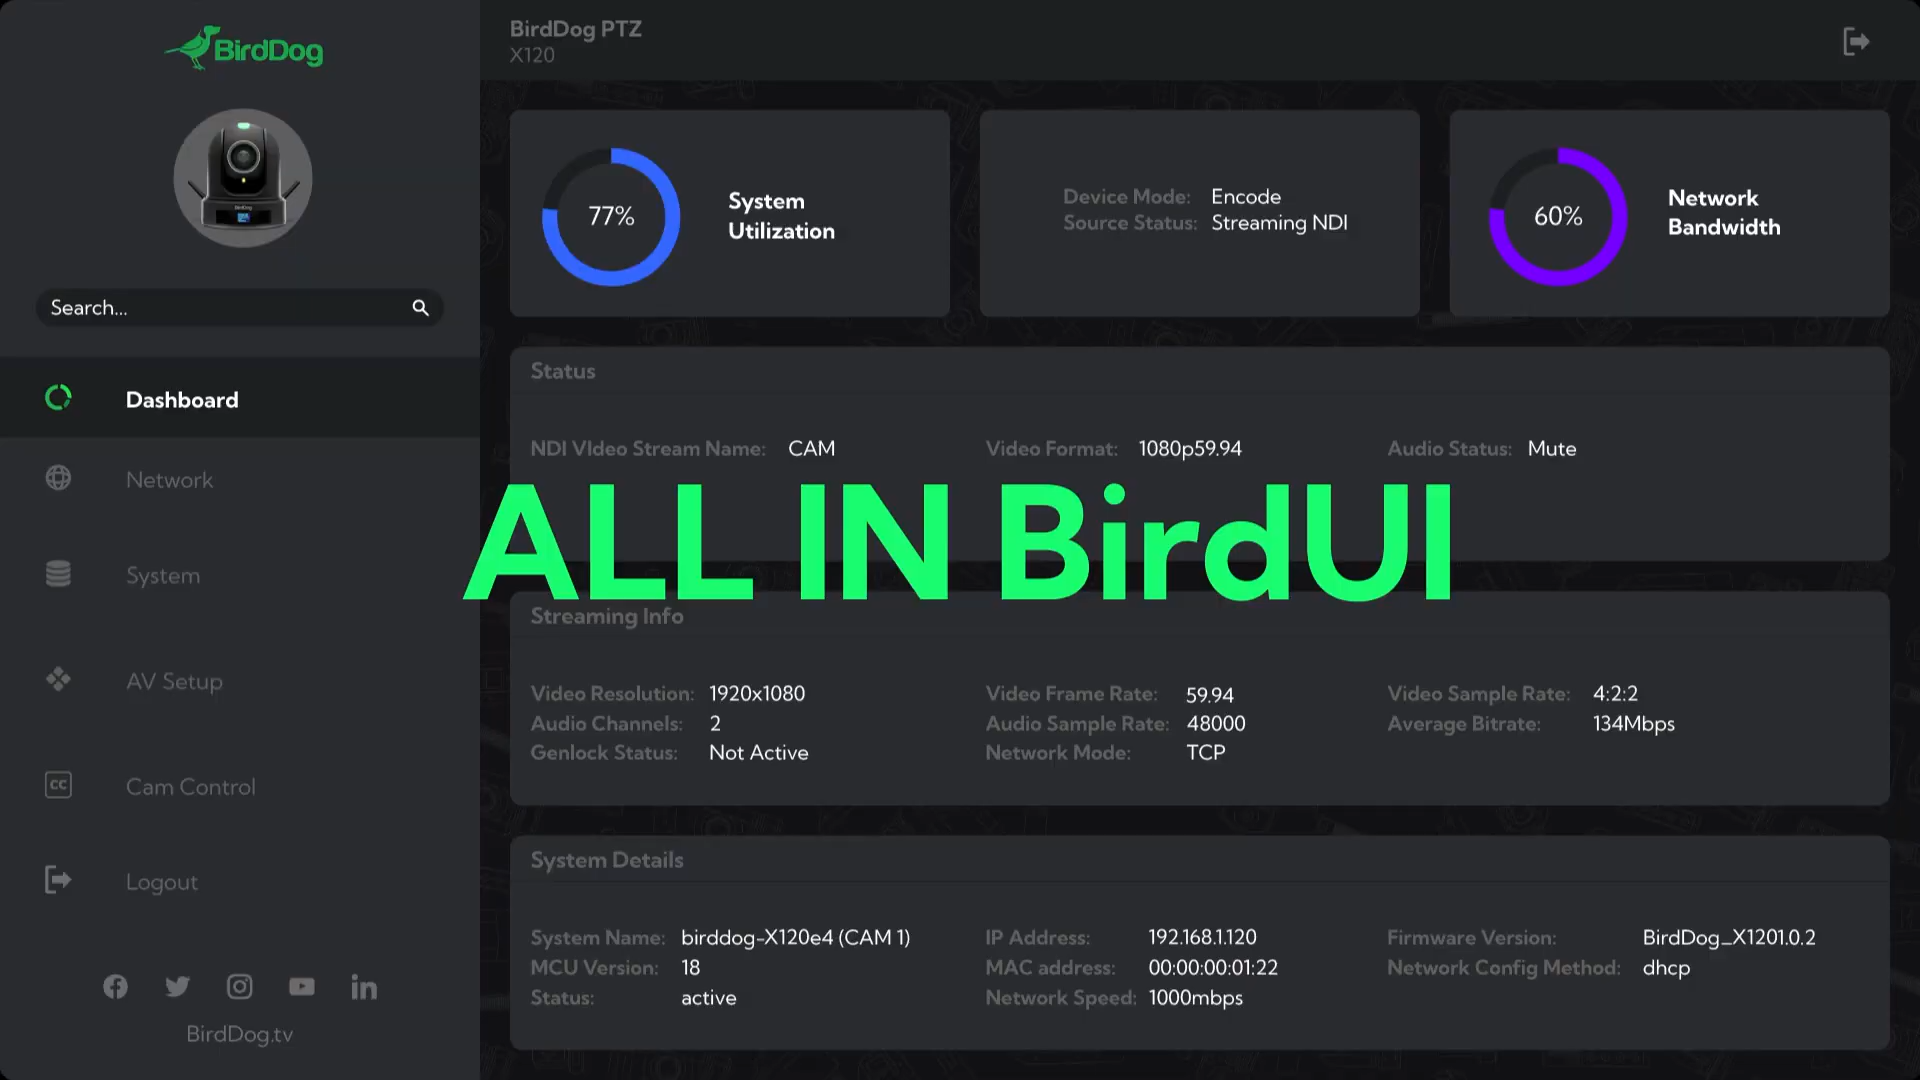 BirdDog
Search...
Dashboard
Network
System
AV Setup
CC
Cam Control
Logout
BirdDog.tv
BirdDog PTZ
X120
77%
System
Utilization
Device Mode: Encode
Source Status: Streaming NDI
60%
Network
Bandwidth
Status
NDI VIdeo Stream Name: CAM
Video Format: 1080p59.94
Audio Status: Mute
ALL IN BirdUI
Streaming Info
Video Resolution: 1920x1080
Video Frame Rate: 59.94
Video Sample Rate: 4:2:2
Audio Channels: 2
Audio Sample Rate: 48000
Average Bitrate: 134Mbps
Genlock Status: Not Active
Network Mode: TCP
System Details
System Name: birddog-X120e4 (CAM 1)
IP Address: 192.168.1.120
Firmware Version: BirdDog_X1201.0.2
MCU Version: 18
MAC address: 00:00:00:01:22
Network Config Method: dhcp
Status: active
Network Speed: 1000mbps